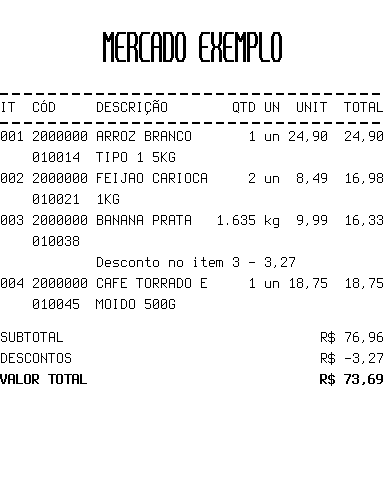 MERCADO EXEMPLO
IT CÓD DESCRIÇÃO QTD UN UNIT TOTAL
001 2000000 ARROZ BRANCO 1 un 24,90 24,90
010014 TIPO 1 5KG
002 2000000 FEIJAO CARIOCA 2 un 8,49 16,98
010021 1KG
003 2000000 BANANA PRATA 1.635 kg 9,99 16,33
010038
Desconto no item 3 - 3,27
004 2000000 CAFE TORRADO E 1 un 18,75 18,75
010045 MOIDO 500G
SUBTOTAL R$ 76,96
DESCONTOS R$ -3,27
VALOR TOTAL R$ 73,69